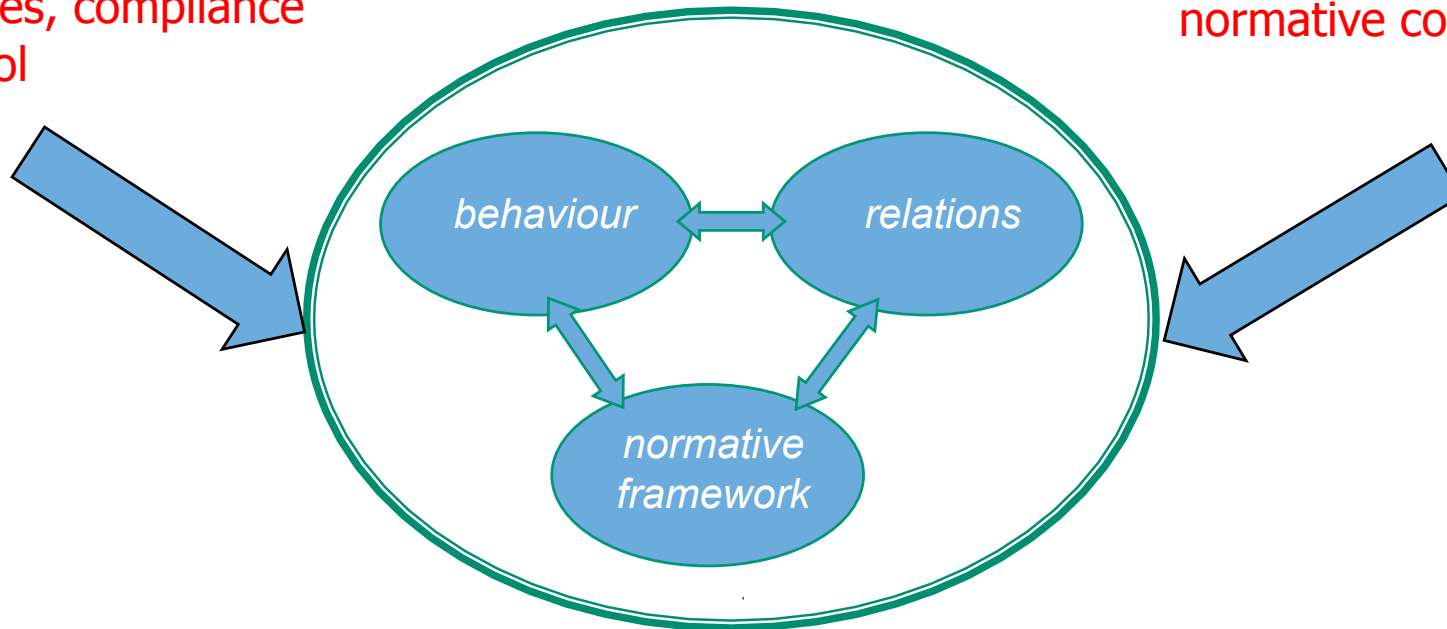 es, compliance
ol
normative co
behaviour
relations
normative
framework